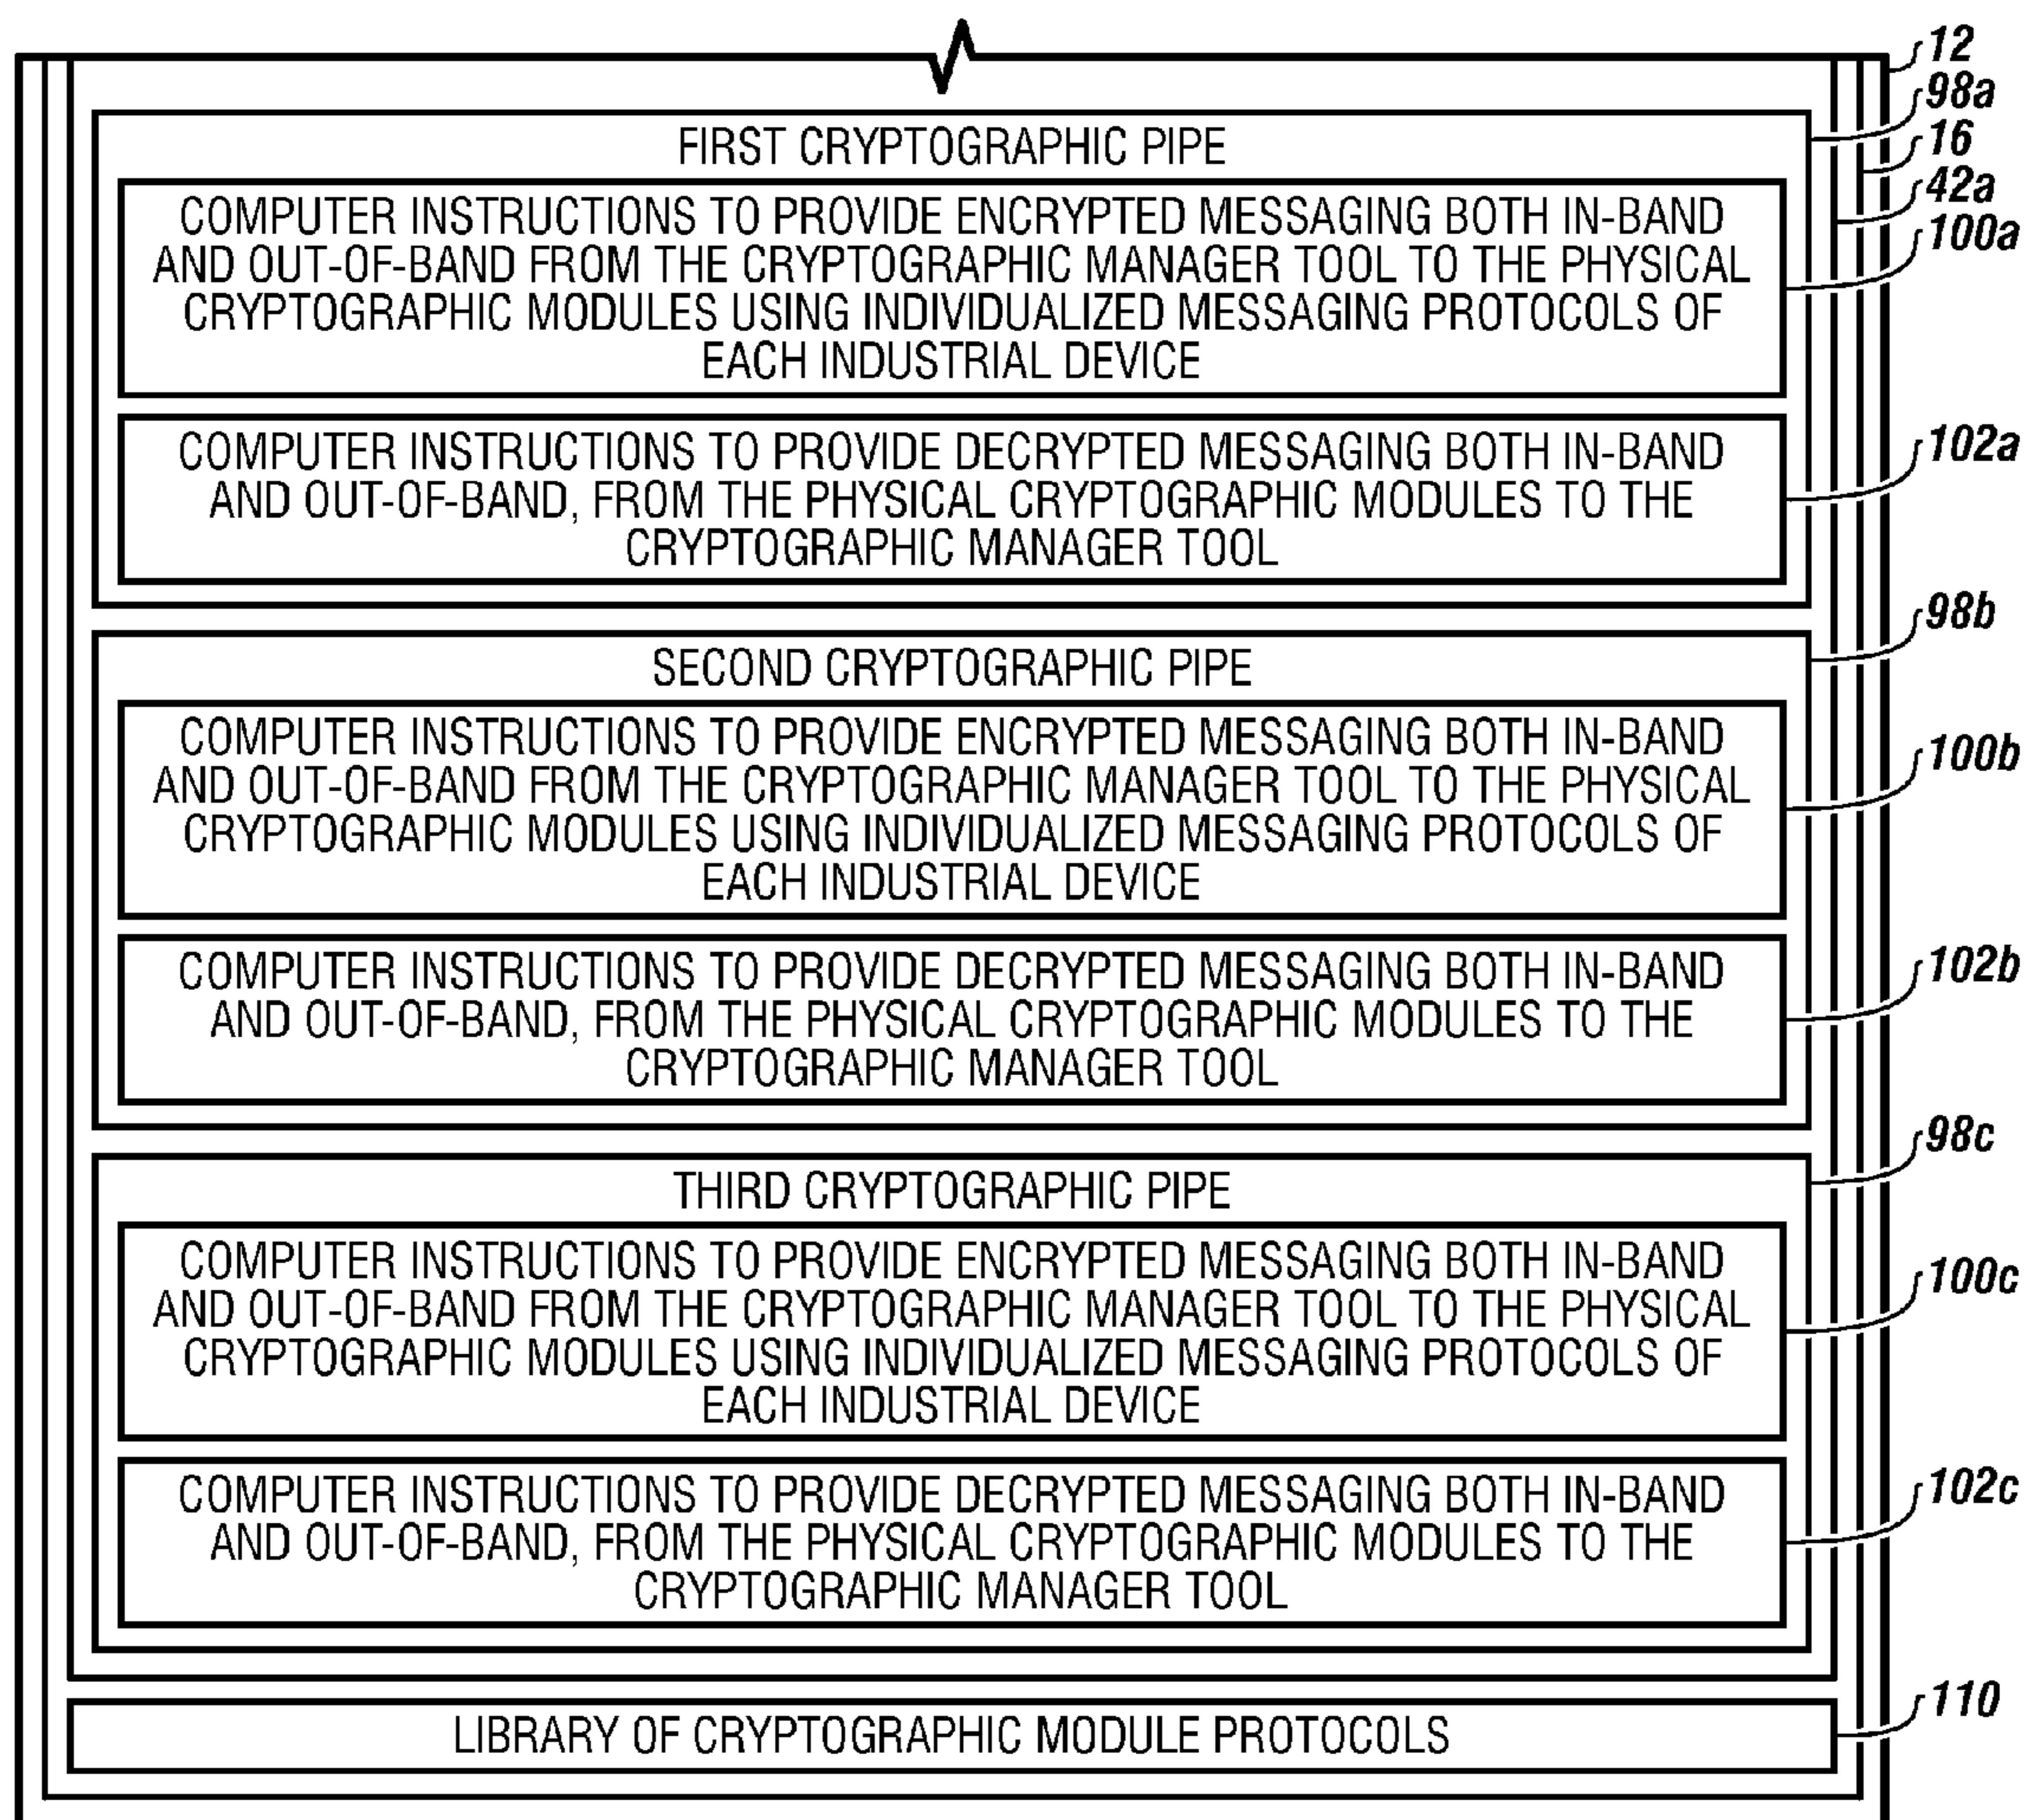 12
98a
FIRST CRYPTOGRAPHIC PIPE
16
42a
COMPUTER INSTRUCTIONS TO PROVIDE ENCRYPTED MESSAGING BOTH IN-BAND
100a
AND OUT-OF-BAND FROM THE CRYPTOGRAPHIC MANAGER TOOL TO THE PHYSICAL
CRYPTOGRAPHIC MODULES USING INDIVIDUALIZED MESSAGING PROTOCOLS OF
EACH INDUSTRIAL DEVICE
COMPUTER INSTRUCTIONS TO PROVIDE DECRYPTED MESSAGING BOTH IN-BAND
102a
AND OUT-OF-BAND, FROM THE PHYSICAL CRYPTOGRAPHIC MODULES TO THE
CRYPTOGRAPHIC MANAGER TOOL
98b
SECOND CRYPTOGRAPHIC PIPE
COMPUTER INSTRUCTIONS TO PROVIDE ENCRYPTED MESSAGING BOTH IN-BAND
100b
AND OUT-OF-BAND FROM THE CRYPTOGRAPHIC MANAGER TOOL TO THE PHYSICAL
CRYPTOGRAPHIC MODULES USING INDIVIDUALIZED MESSAGING PROTOCOLS OF
EACH INDUSTRIAL DEVICE
COMPUTER INSTRUCTIONS TO PROVIDE DECRYPTED MESSAGING BOTH IN-BAND
102b
AND OUT-OF-BAND, FROM THE PHYSICAL CRYPTOGRAPHIC MODULES TO THE
CRYPTOGRAPHIC MANAGER TOOL
98c
THIRD CRYPTOGRAPHIC PIPE
COMPUTER INSTRUCTIONS TO PROVIDE ENCRYPTED MESSAGING BOTH IN-BAND
100c
AND OUT-OF-BAND FROM THE CRYPTOGRAPHIC MANAGER TOOL TO THE PHYSICAL
CRYPTOGRAPHIC MODULES USING INDIVIDUALIZED MESSAGING PROTOCOLS OF
EACH INDUSTRIAL DEVICE
COMPUTER INSTRUCTIONS TO PROVIDE DECRYPTED MESSAGING BOTH IN-BAND
102c
AND OUT-OF-BAND, FROM THE PHYSICAL CRYPTOGRAPHIC MODULES TO THE
CRYPTOGRAPHIC MANAGER TOOL
110
LIBRARY OF CRYPTOGRAPHIC MODULE PROTOCOLS